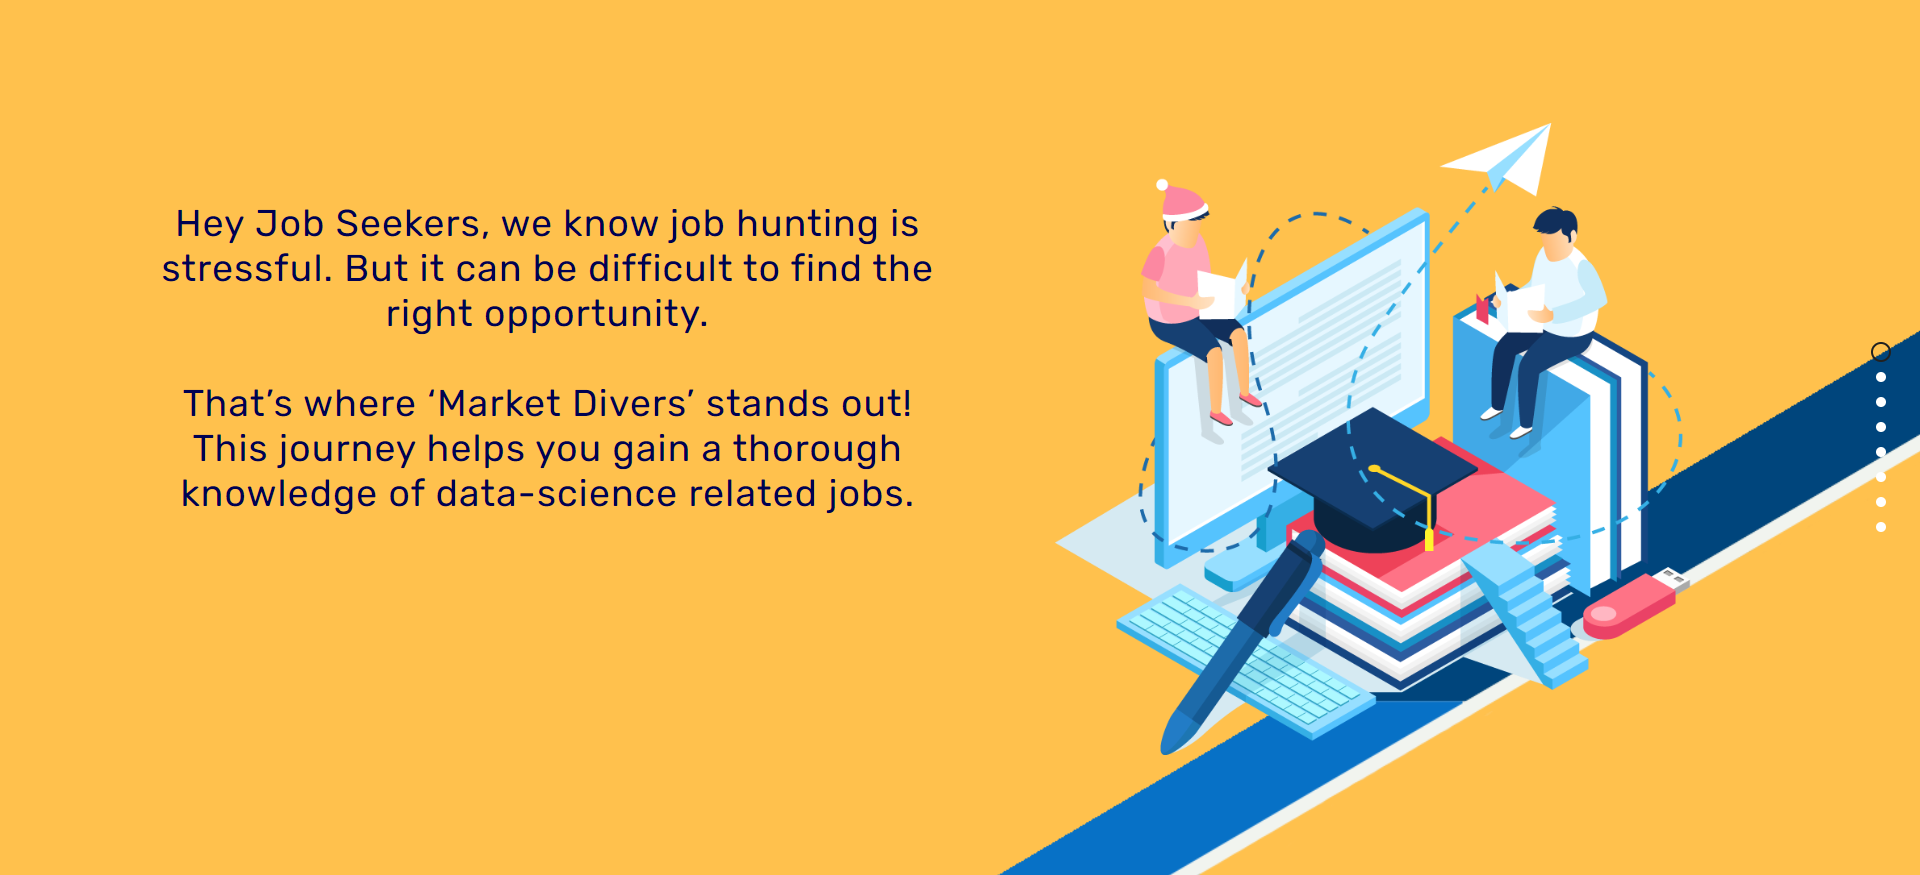 Hey Job Seekers, we know job hunting is
stressful. But it can be difficult to find the
right opportunity.
That’s where ‘Market Divers’ stands out!
This journey helps you gain a thorough
knowledge of data-science related jobs.